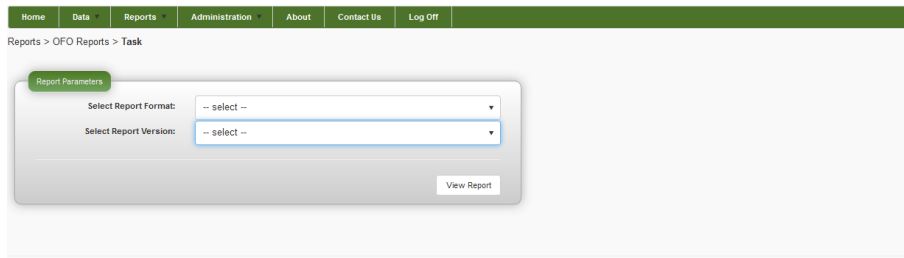 Home Data ▼ Reports ▼ Administration ▼ About Contact Us Log Off
Reports > OFO Reports > Task
Report Parameters
Select Report Format: -- select --
Select Report Version: -- select --
View Report